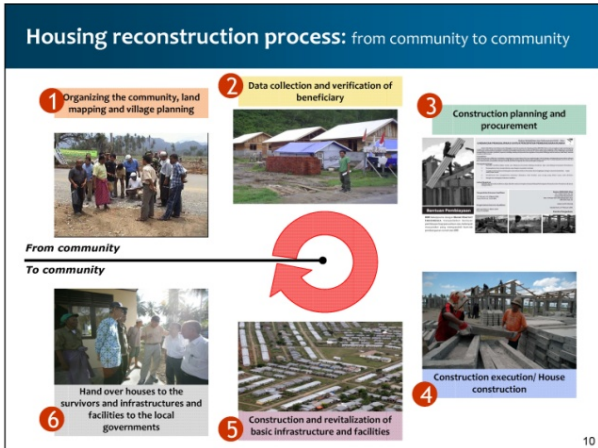 Housing reconstruction process: from community to community
1
Organizing the community, land
mapping and village planning
2
Data collection and verification of
beneficiary
3
Construction planning and
procurement
From community
To community
4
Construction execution/ House
construction
5
Construction and revitalization of
basic infrastructure and facilities
6
Hand over houses to the
survivors and infrastructures and
facilities to the local
governments
10